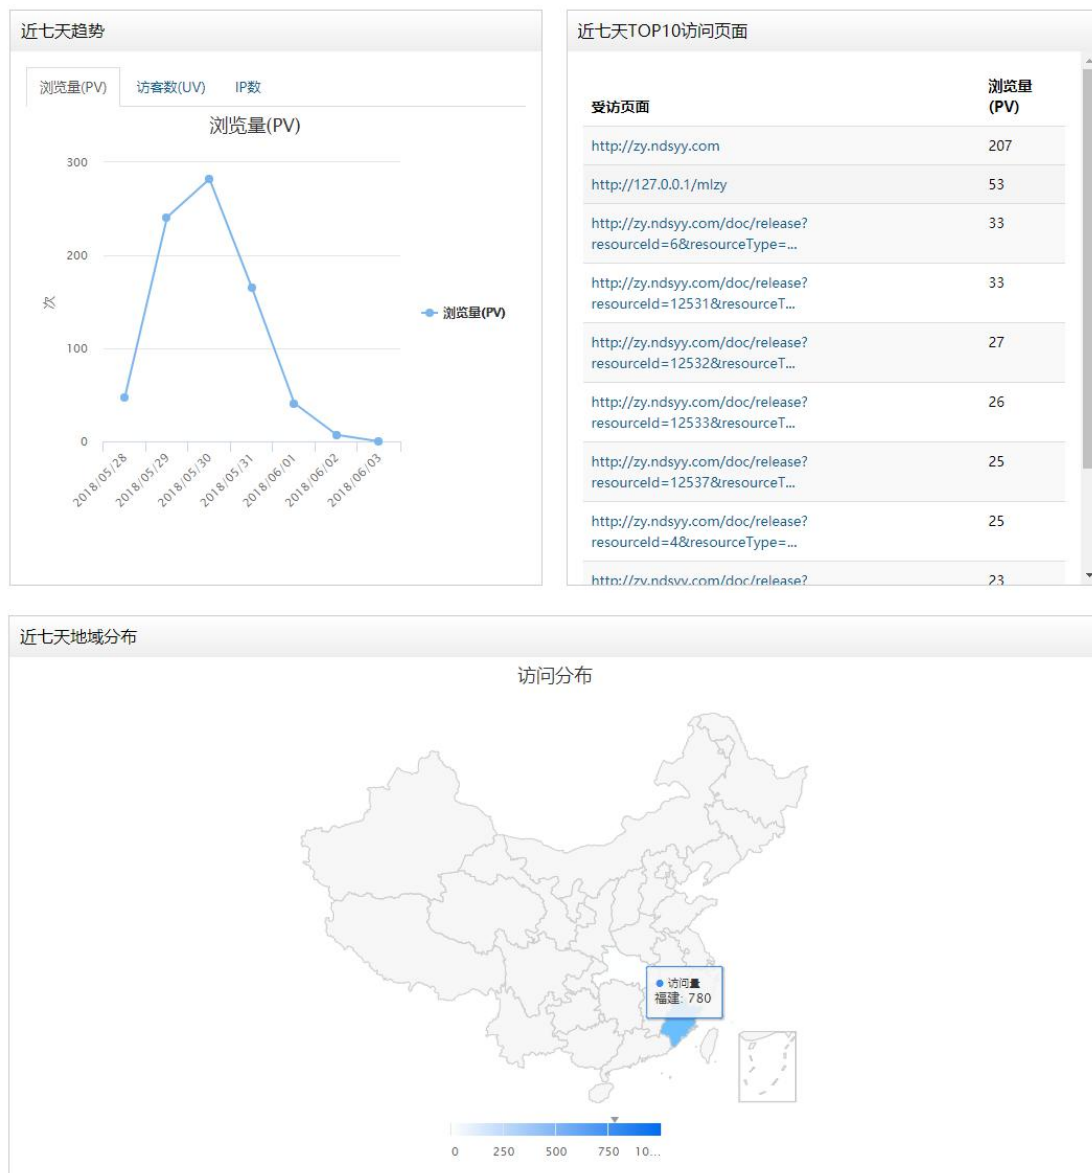 近七天趋势
浏览量(PV)
访客数(UV)
IP数
浏览量(PV)
300
200
100
0
次
浏览量(PV)
2018/05/28
2018/05/29
2018/05/30
2018/05/31
2018/06/01
2018/06/02
2018/06/03
近七天TOP10访问页面
受访页面
浏览量
(PV)
http://zy.ndsyy.com
207
http://127.0.0.1/mlzy
53
http://zy.ndsyy.com/doc/release?
resourceId=6&resourceType=...
33
http://zy.ndsyy.com/doc/release?
resourceId=12531&resourceT...
33
http://zy.ndsyy.com/doc/release?
resourceId=12532&resourceT...
27
http://zy.ndsyy.com/doc/release?
resourceId=12533&resourceT...
26
http://zy.ndsyy.com/doc/release?
resourceId=12537&resourceT...
25
http://zy.ndsyy.com/doc/release?
resourceId=4&resourceType=...
25
http://zy.ndsyy.com/doc/release?
23
近七天地域分布
访问分布
访问量
福建: 780
0
250
500
750
10...